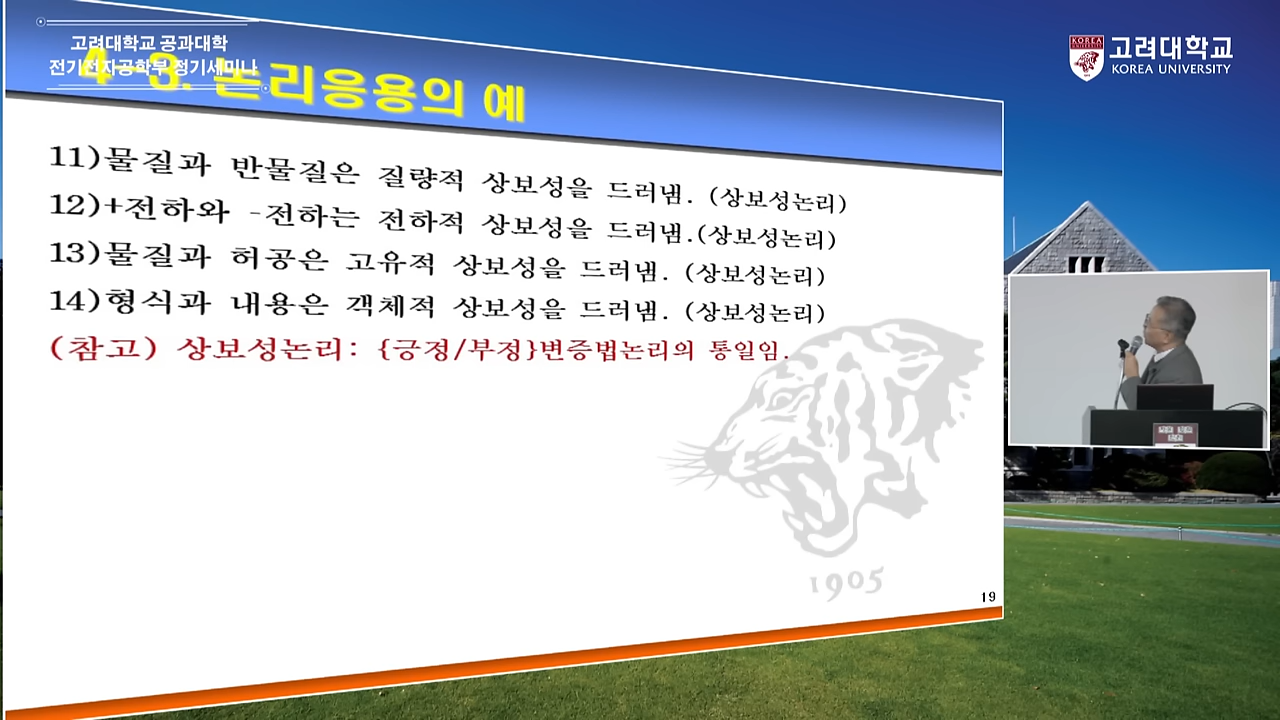 고려대학교 공과대학
전기전자공학부 정기세미나
4-3. 논리응용의 예
11)물질과 반물질은 질량적 상보성을 드러냄. (상보성논리)
12)+전하와 -전하는 전하적 상보성을 드러냄.(상보성논리)
13)물질과 허공은 고유적 상보성을 드러냄. (상보성논리)
14)형식과 내용은 객체적 상보성을 드러냄. (상보성논리)
(참고) 상보성논리: {긍정/부정}변증법논리의 통일임.
1905
19
KOREA
고려대학교
KOREA UNIVERSITY